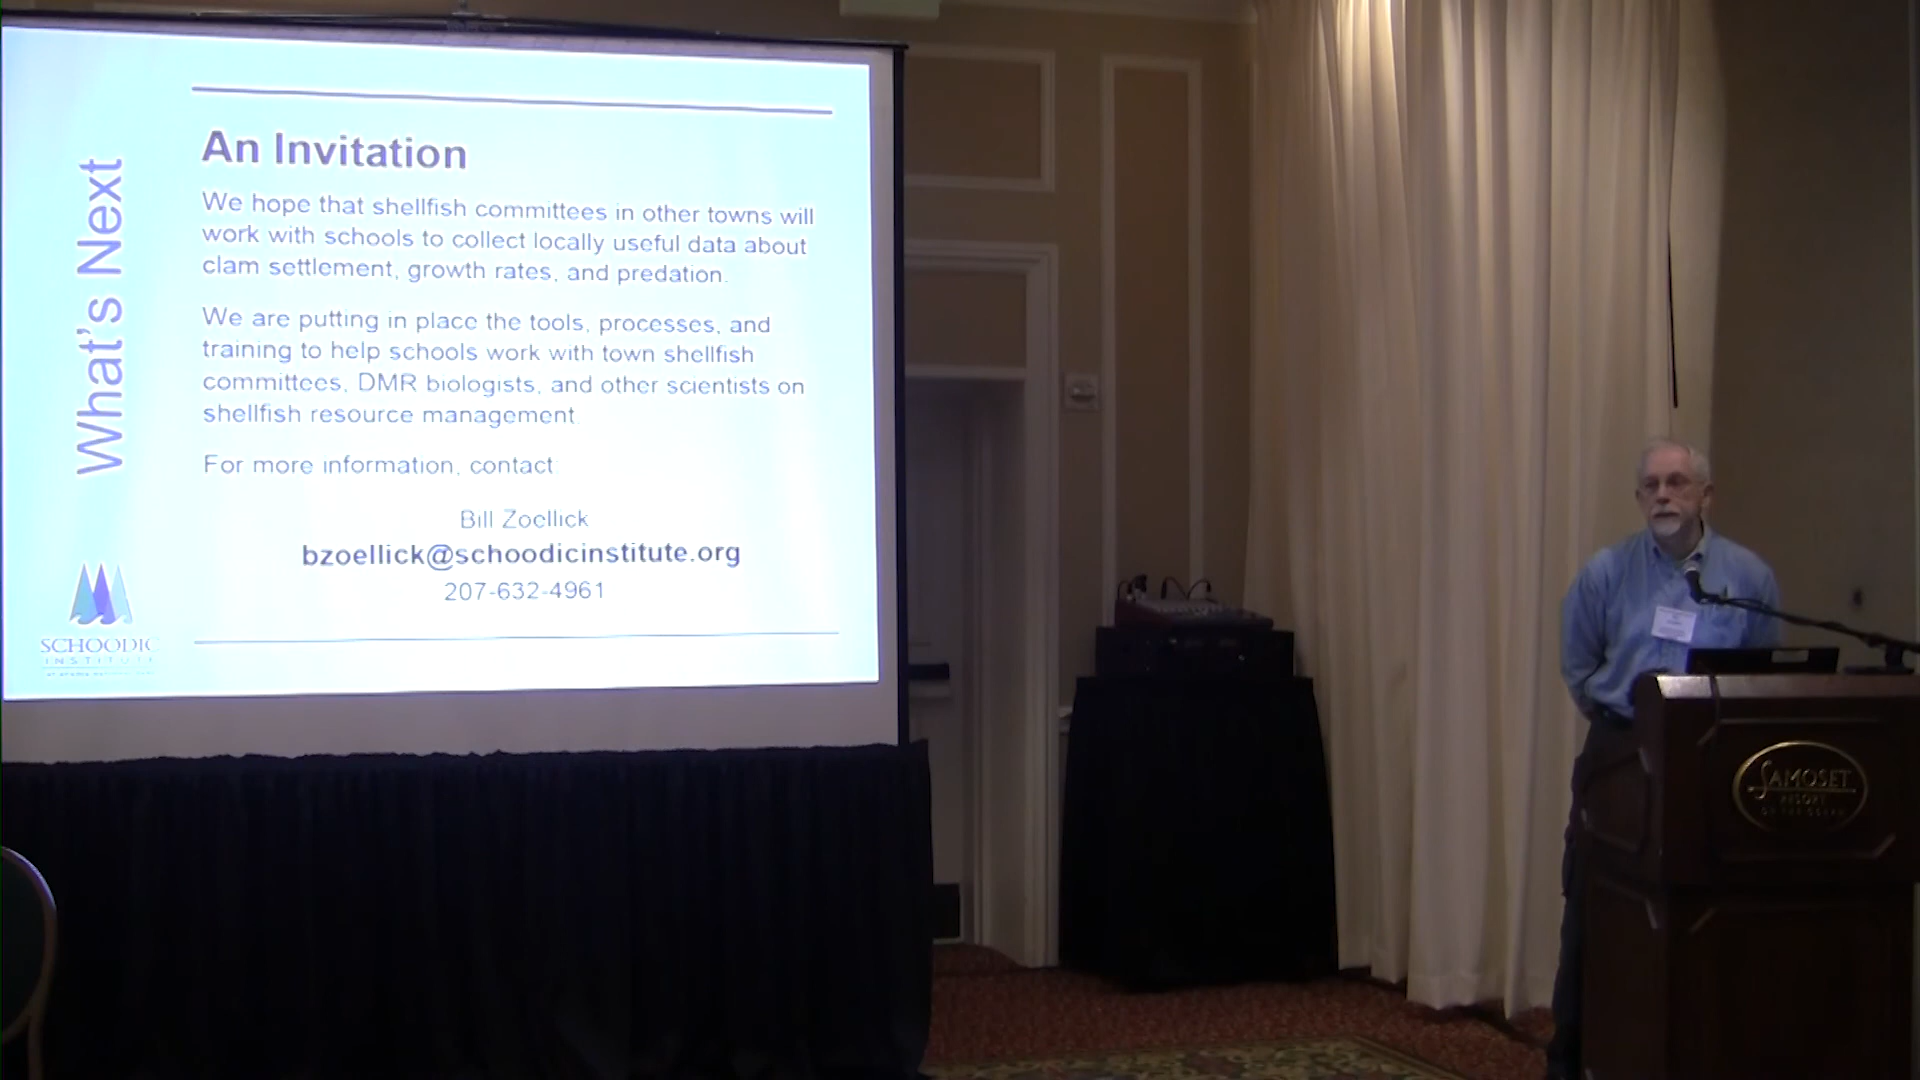 What's Next
An Invitation
We hope that shellfish committees in other towns will
work with schools to collect locally useful data about
clam settlement, growth rates, and predation.
We are putting in place the tools, processes, and
training to help schools work with town shellfish
committees, DMR biologists, and other scientists on
shellfish resource management.
For more information, contact
Bill Zoellick
bzoellick@schoodicinstitute.org
207-632-4961
SCHOODIC
INSTITUTE
SAMOSET
RESORT